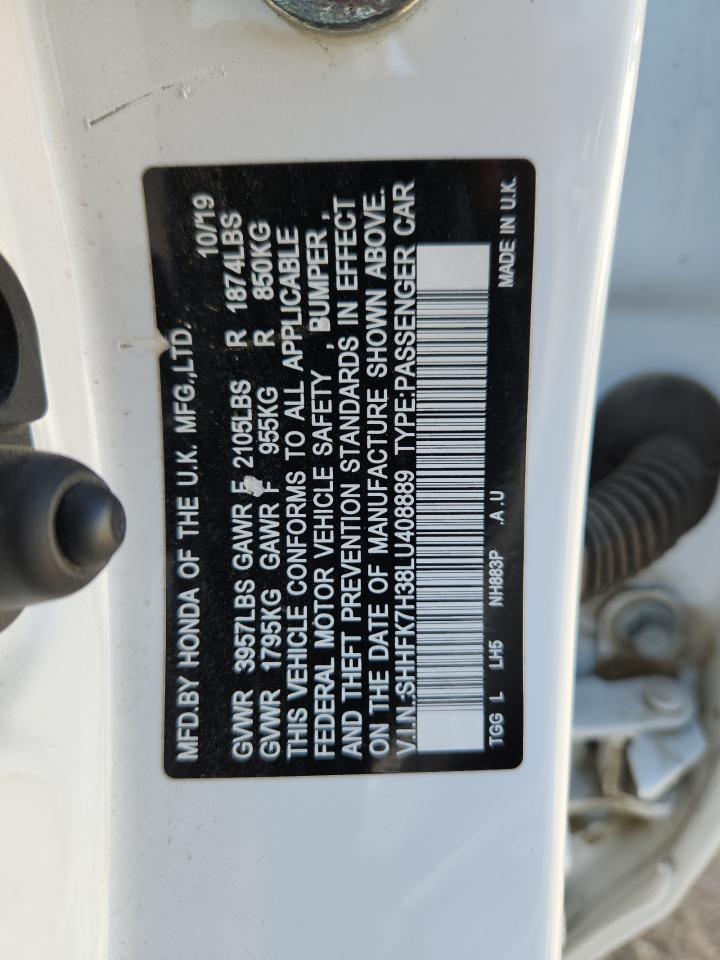 MFD.BY HONDA OF THE U.K. MFG.,LTD. 10/19
GVWR 3957LBS GAWR F 2105LBS R 1874LBS
GVWR 1795KG GAWR F 955KG R 850KG
THIS VEHICLE CONFORMS TO ALL APPLICABLE
FEDERAL MOTOR VEHICLE SAFETY , BUMPER ,
AND THEFT PREVENTION STANDARDS IN EFFECT
ON THE DATE OF MANUFACTURE SHOWN ABOVE.
V.I.N.:SHHFK7H38LU408889 TYPE:PASSENGER CAR
TGG L LH5 NH883P .A U MADE IN U.K.